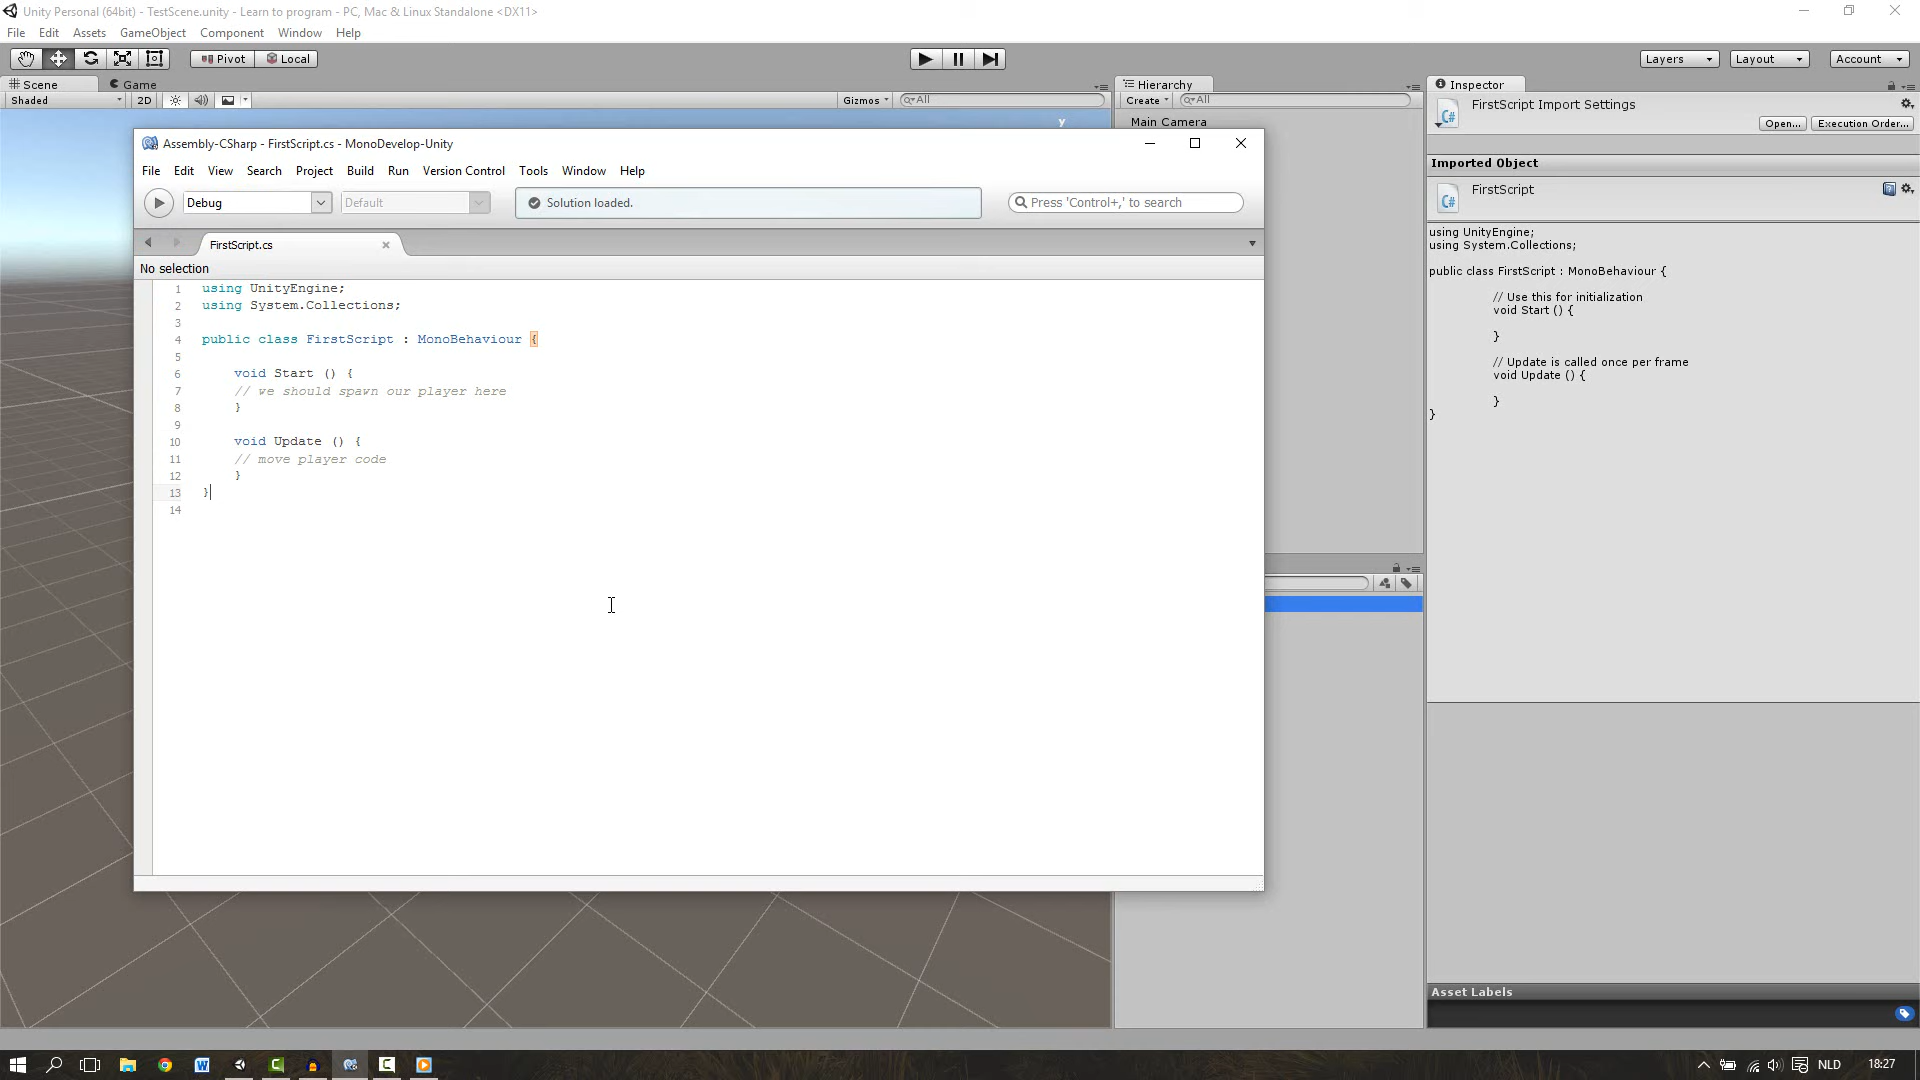 Unity Personal (64bit) - TestScene.unity - Learn to program - PC, Mac & Linux Standalone <DX11>
File Edit Assets GameObject Component Window Help
Pivot Local Layers Layout Account
Scene Game Hierarchy Inspector
Shaded 2D Gizmos All Create All
FirstScript Import Settings
Open... Execution Order...
y
Main Camera
Assembly-CSharp - FirstScript.cs - MonoDevelop-Unity
File Edit View Search Project Build Run Version Control Tools Window Help
Debug Default Solution loaded. Press 'Control+,' to search
FirstScript.cs
No selection
1 using UnityEngine;
2 using System.Collections;
3
4 public class FirstScript : MonoBehaviour {
5
6 void Start () {
7 // we should spawn our player here
8 }
9
10 void Update () {
11 // move player code
12 }
13 }
14
Imported Object
C# FirstScript
using UnityEngine;
using System.Collections;
public class FirstScript : MonoBehaviour {
// Use this for initialization
void Start () {
}
// Update is called once per frame
void Update () {
}
}
Asset Labels
NLD 18:27